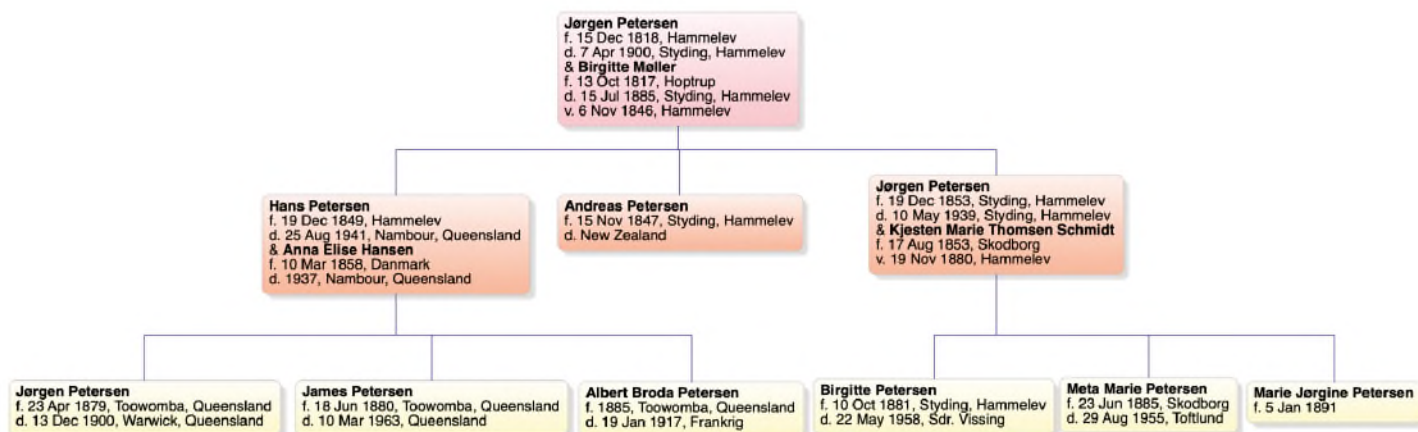 Jørgen Petersen
f. 15 Dec 1818, Hammelev
d. 7 Apr 1900, Styding, Hammelev
& Birgitte Møller
f. 13 Oct 1817, Hoptrup
d. 15 Jul 1885, Styding, Hammelev
v. 6 Nov 1846, Hammelev
Hans Petersen
f. 19 Dec 1849, Hammelev
d. 25 Aug 1941, Nambour, Queensland
& Anna Elise Hansen
f. 10 Mar 1858, Danmark
d. 1937, Nambour, Queensland
Andreas Petersen
f. 15 Nov 1847, Styding, Hammelev
d. New Zealand
Jørgen Petersen
f. 19 Dec 1853, Styding, Hammelev
d. 10 May 1939, Styding, Hammelev
& Kjesten Marie Thomsen Schmidt
f. 17 Aug 1853, Skodborg
v. 19 Nov 1880, Hammelev
Jørgen Petersen
f. 23 Apr 1879, Toowomba, Queensland
d. 13 Dec 1900, Warwick, Queensland
James Petersen
f. 18 Jun 1880, Toowomba, Queensland
d. 10 Mar 1963, Queensland
Albert Broda Petersen
f. 1885, Toowomba, Queensland
d. 19 Jan 1917, Frankrig
Birgitte Petersen
f. 10 Oct 1881, Styding, Hammelev
d. 22 May 1958, Sdr. Vissing
Meta Marie Petersen
f. 23 Jun 1885, Skodborg
d. 29 Aug 1955, Toftlund
Marie Jørgine Petersen
f. 5 Jan 1891